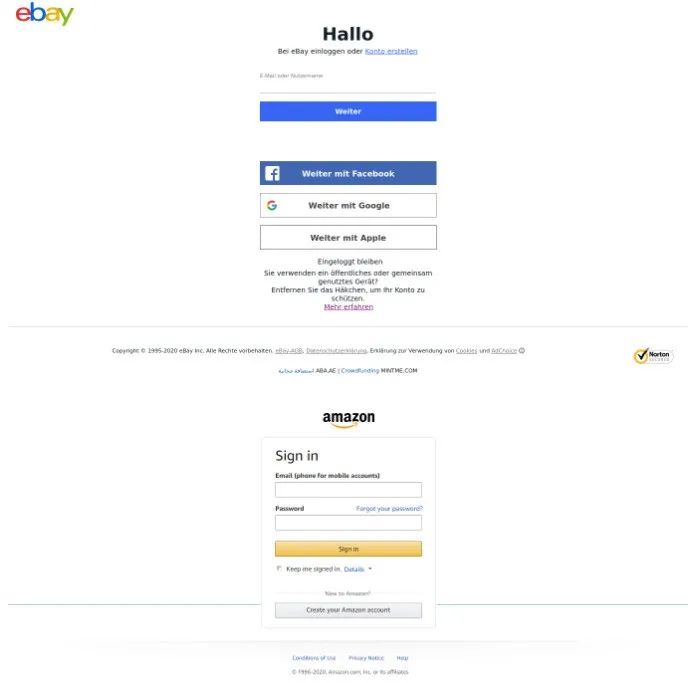 ebay
Hallo
Bei eBay einloggen oder Konto erstellen
E-Mail oder Nutzername
Weiter
Weiter mit Facebook
Weiter mit Google
Weiter mit Apple
Eingeloggt bleiben
Sie verwenden ein öffentliches oder gemeinsam
genutztes Gerät?
Entfernen Sie das Häkchen, um Ihr Konto zu
schützen.
Mehr erfahren
Copyright © 1995-2020 eBay Inc. Alle Rechte vorbehalten. eBay-AGB, Datenschutzerklärung, Erklärung zur Verwendung von Cookies und AdChoice
Norton
SECURED
استضافة مجانية ABA.AE | Crowdfunding MINTME.COM
amazon
Sign in
Email (phone for mobile accounts)
Password Forgot your password?
Sign in
Keep me signed in. Details
New to Amazon?
Create your Amazon account
Conditions of Use Privacy Notice Help
© 1996-2020, Amazon.com, Inc. or its affiliates